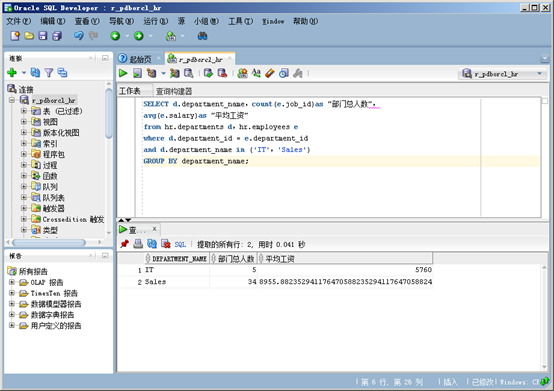 Oracle SQL Developer : r_pdborcl_hr
文件(F) 编辑(E) 查看(V) 导航(N) 运行(R) 源 小组(M) 工具(T) Window 帮助(H)
连接
连接
r_pdborcl_hr
表 (已过滤)
视图
版本化视图
索引
程序包
过程
函数
队列
队列表
触发器
Crossedition 触发
类型
报告
所有报告
OLAP 报告
TimesTen 报告
数据模型器报告
数据字典报告
用户定义的报告
起始页 r_pdborcl_hr
r_pdborcl_hr
工作表 查询构建器
SELECT d.department_name, count(e.job_id)as "部门总人数",
avg(e.salary)as "平均工资"
from hr.departments d, hr.employees e
where d.department_id = e.department_id
and d.department_name in ('IT', 'Sales')
GROUP BY department_name;
查...
SQL | 提取的所有行: 2, 用时 0.041 秒
DEPARTMENT_NAME 部门总人数 平均工资
1 IT 5 5760
2 Sales 34 8955.88235294117647058823529411764705 8824
第 6 行, 第 26 列 插入 已修改 Windows: C